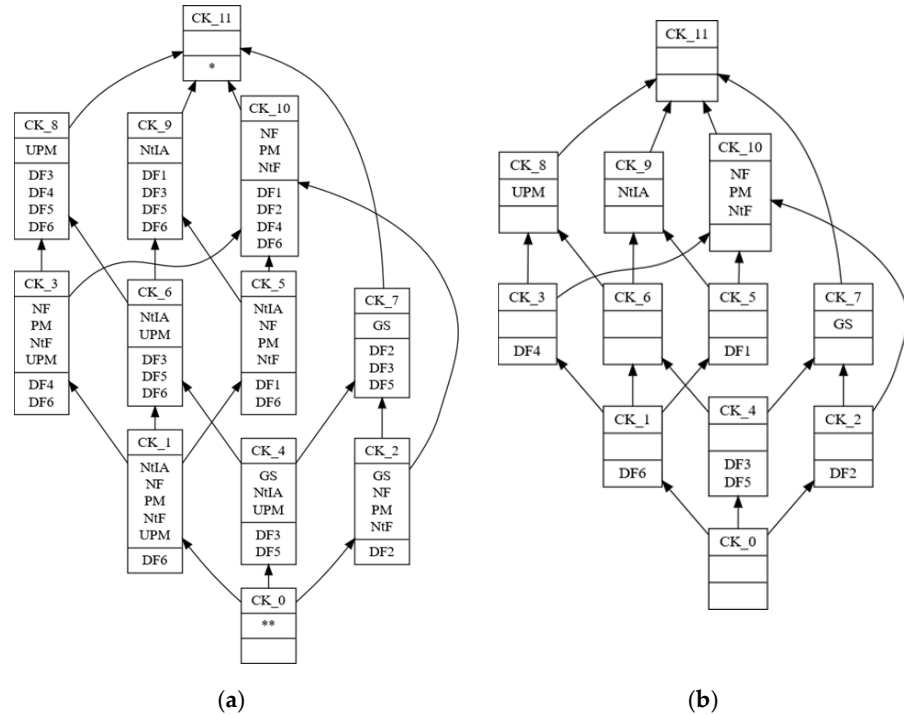 CK_11
*
CK_8
UPM
DF3
DF4
DF5
DF6
CK_9
NtIA
DF1
DF3
DF5
DF6
CK_10
NF
PM
NtF
DF1
DF2
DF4
DF6
CK_3
NF
PM
NtF
UPM
DF4
DF6
CK_6
NtIA
UPM
DF3
DF5
DF6
CK_5
NtIA
NF
PM
NtF
DF1
DF6
CK_7
GS
DF2
DF3
DF5
CK_1
NtIA
NF
PM
NtF
UPM
DF6
CK_4
GS
NtIA
UPM
DF3
DF5
CK_2
GS
NF
PM
NtF
DF2
CK_0
**
(a)
CK_11
CK_8
UPM
CK_9
NtIA
CK_10
NF
PM
NtF
CK_3
DF4
CK_6
CK_5
DF1
CK_7
GS
CK_1
DF6
CK_4
DF3
DF5
CK_2
DF2
CK_0
(b)